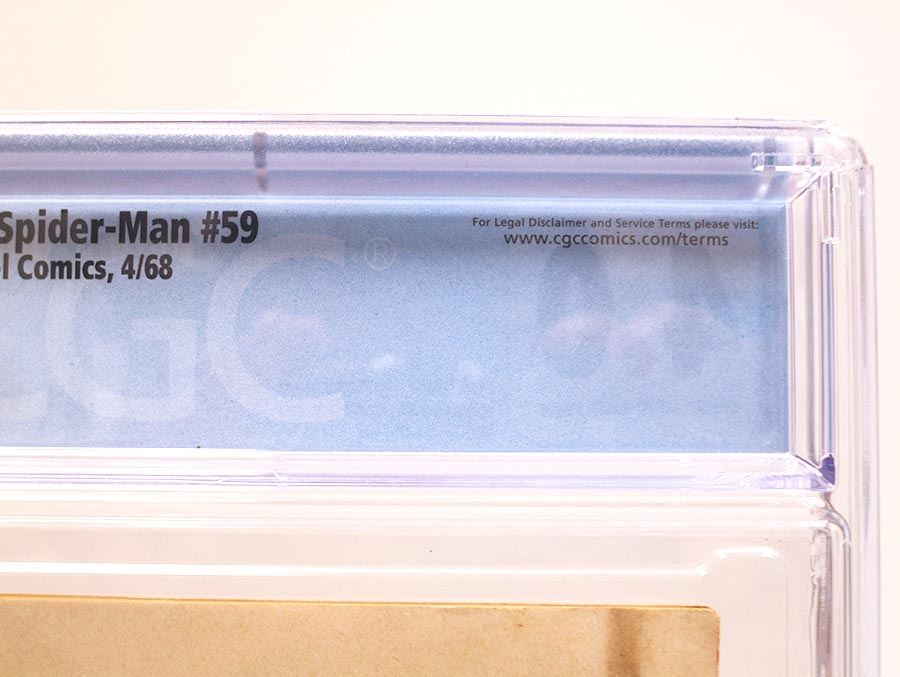 Spider-Man #59
l Comics, 4/68
For Legal Disclaimer and Service Terms please visit:
www.cgccomics.com/terms
CGC®